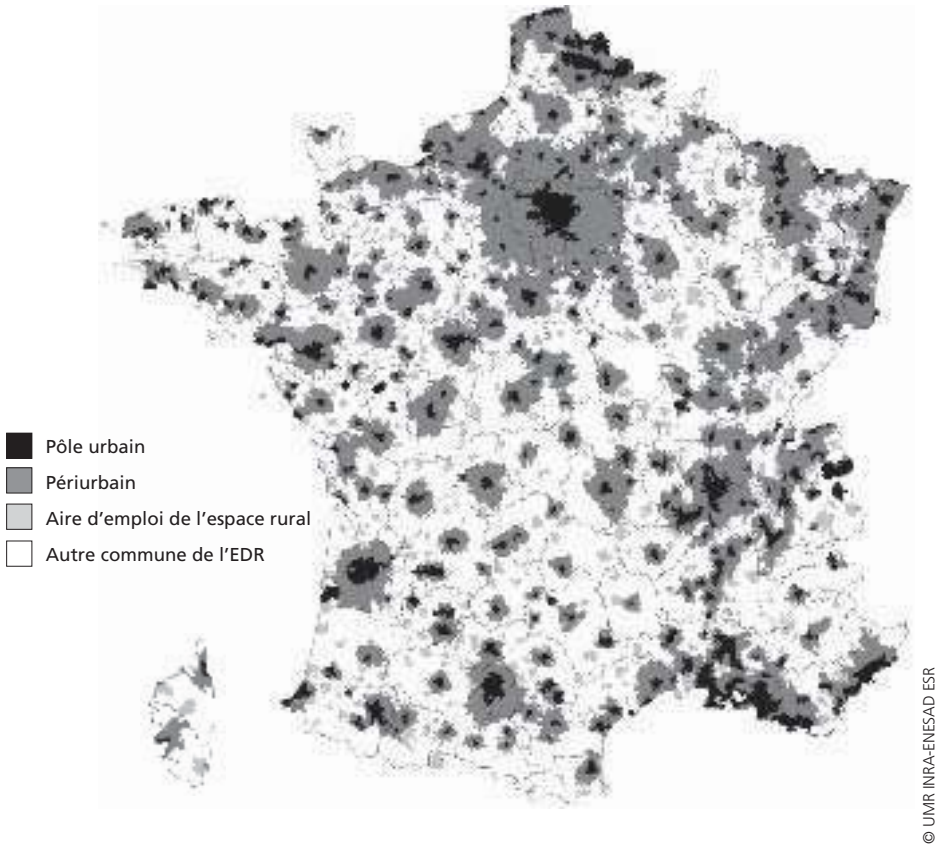 Pôle urbain
Périurbain
Aire d'emploi de l'espace rural
Autre commune de l'EDR
© UMR INRA-ENESAD ESR